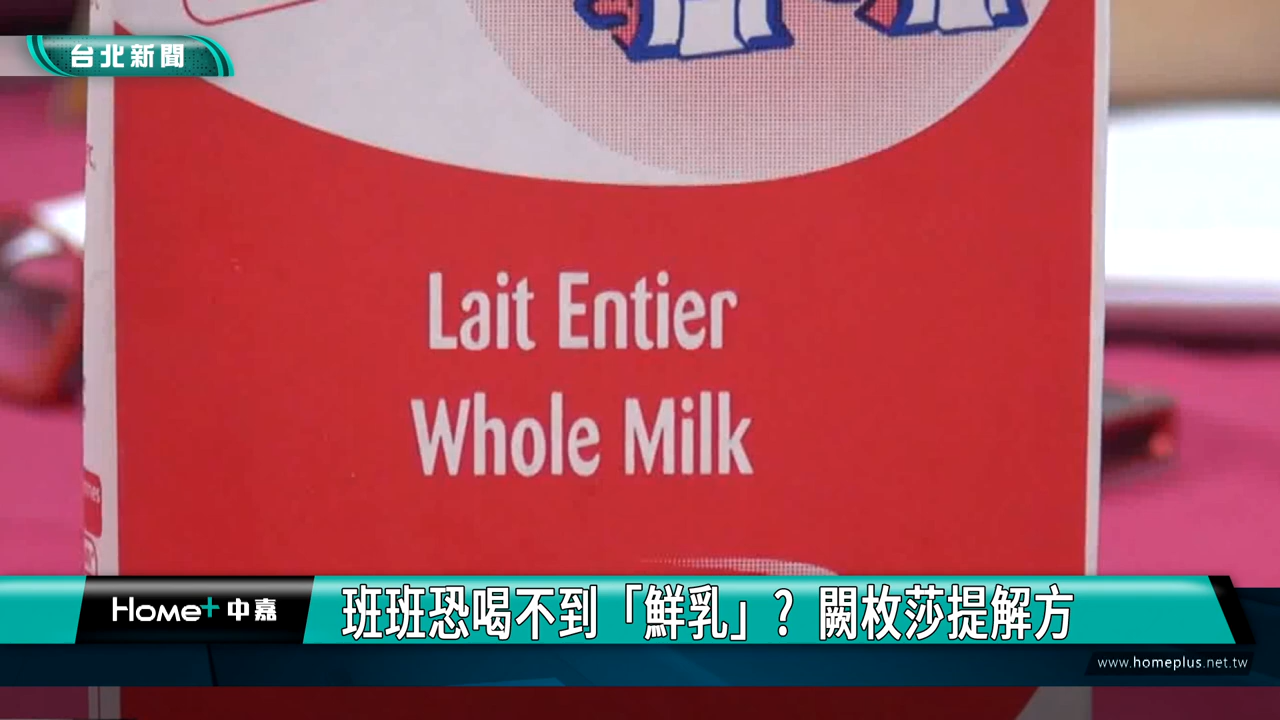 台北新聞
Lait Entier
Whole Milk
Home+中嘉
班班恐喝不到「鮮乳」? 闕枚莎提解方
www.homeplus.net.tw